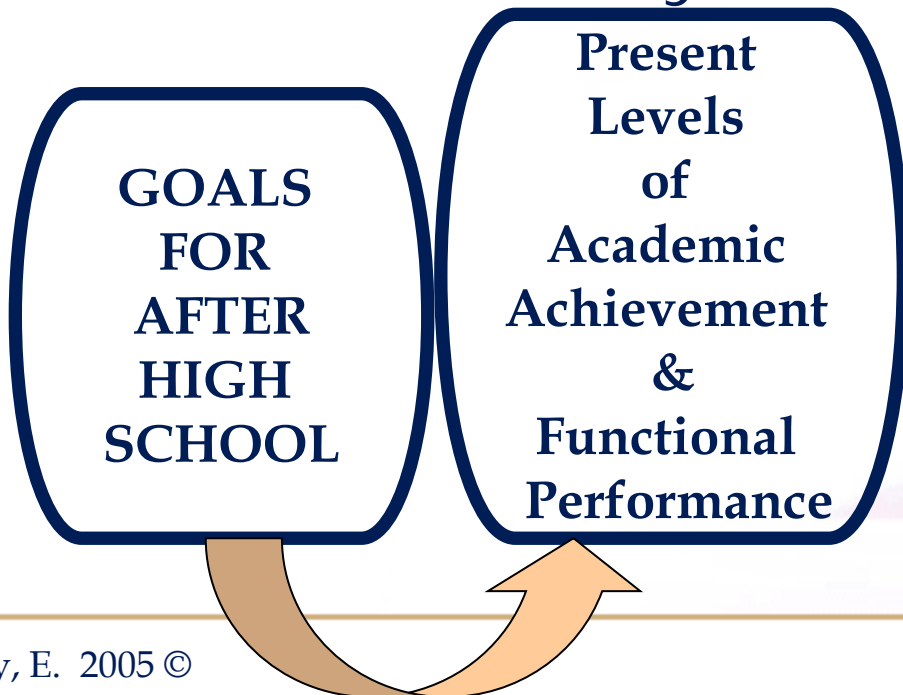 GOALS
FOR
AFTER
HIGH
SCHOOL
Present
Levels
of
Academic
Achievement
&
Functional
Performance
E. 2005 ©